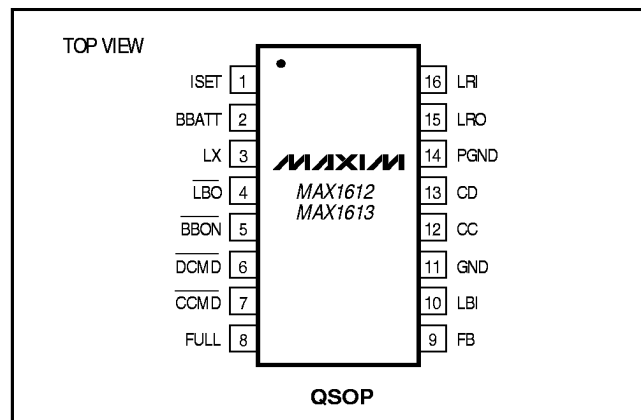 TOP VIEW
ISET 1
BBATT 2
LX 3
LBO 4
BBON 5
DCMD 6
CCMD 7
FULL 8
MAXIM
MAX1612
MAX1613
16 LRI
15 LRO
14 PGND
13 CD
12 CC
11 GND
10 LBI
9 FB
QSOP